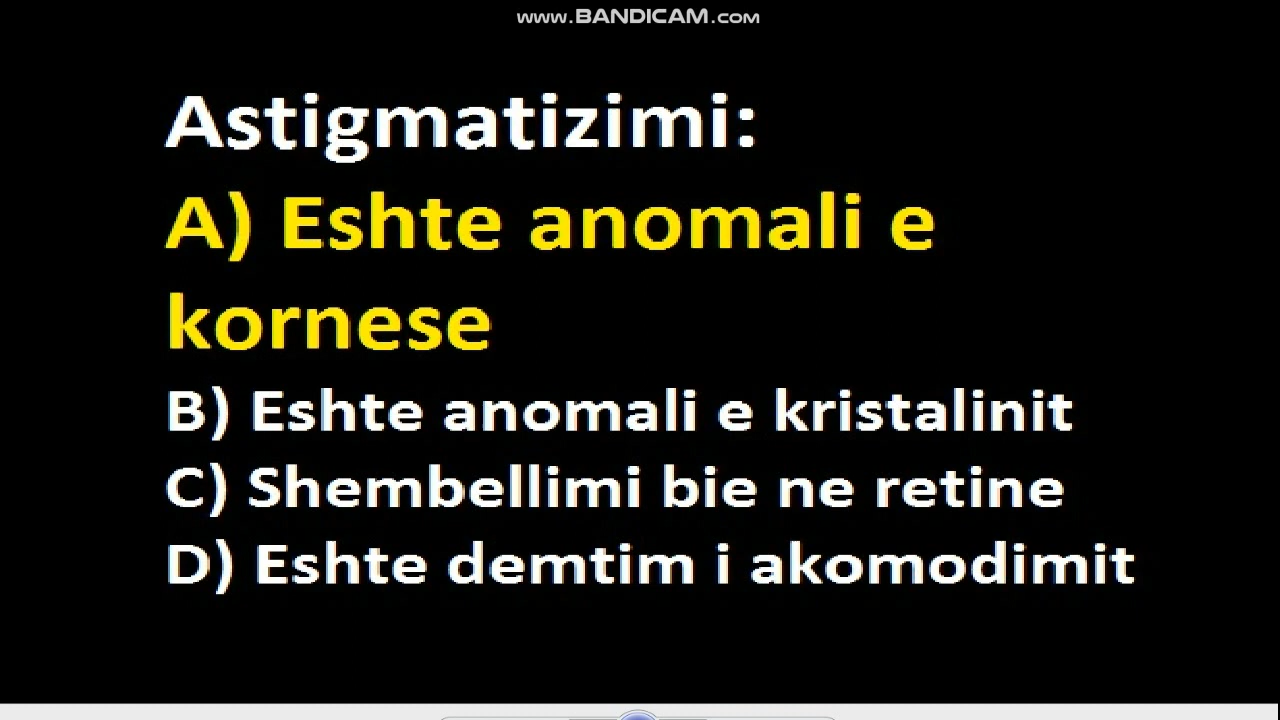 www.BANDICAM.com
Astigmatizimi:
A) Eshte anomali e
kornese
B) Eshte anomali e kristalinit
C) Shembellimi bie ne retine
D) Eshte demtim i akomodimit